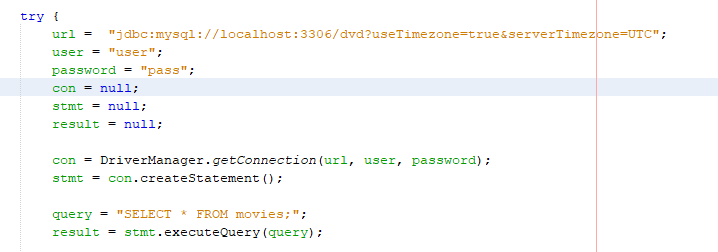 try {
url =  "jdbc:mysql://localhost:3306/dvd?useTimezone=true&serverTimezone=UTC";
user = "user";
password = "pass";
con = null;
stmt = null;
result = null;
con = DriverManager.getConnection(url, user, password);
stmt = con.createStatement();
query = "SELECT * FROM movies;";
result = stmt.executeQuery(query);